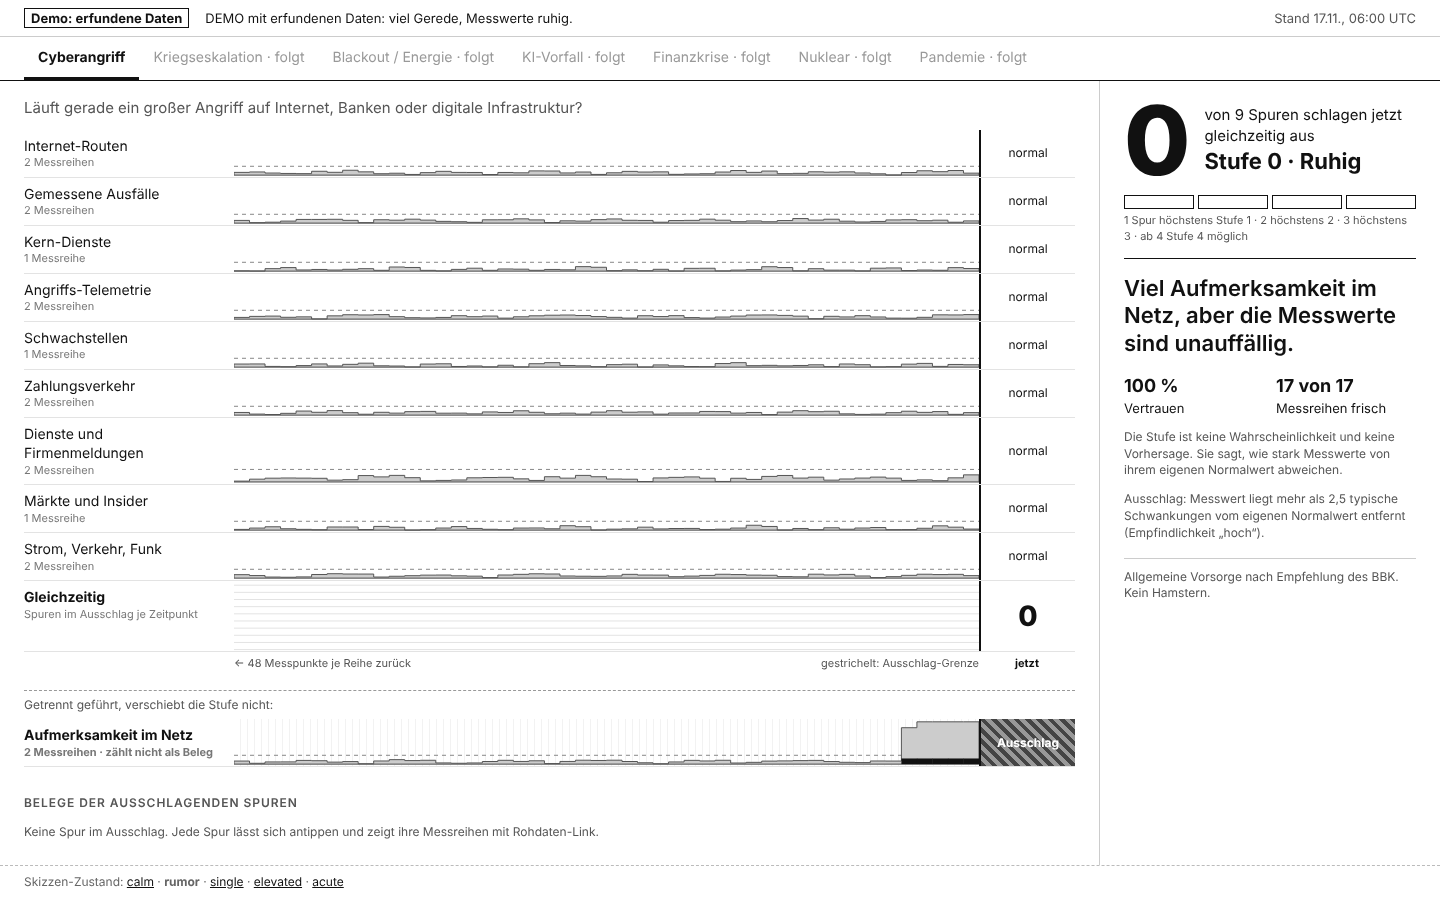 Demo: erfundene Daten
DEMO mit erfundenen Daten: viel Gerede, Messwerte ruhig.
Stand 17.11., 06:00 UTC
Cyberangriff
Kriegseskalation · folgt
Blackout / Energie · folgt
KI-Vorfall · folgt
Finanzkrise · folgt
Nuklear · folgt
Pandemie · folgt
Läuft gerade ein großer Angriff auf Internet, Banken oder digitale Infrastruktur?
Internet-Routen
2 Messreihen
normal
Gemessene Ausfälle
2 Messreihen
normal
Kern-Dienste
1 Messreihe
normal
Angriffs-Telemetrie
2 Messreihen
normal
Schwachstellen
1 Messreihe
normal
Zahlungsverkehr
2 Messreihen
normal
Dienste und
Firmenmeldungen
2 Messreihen
normal
Märkte und Insider
1 Messreihe
normal
Strom, Verkehr, Funk
2 Messreihen
normal
Gleichzeitig
Spuren im Ausschlag je Zeitpunkt
0
← 48 Messpunkte je Reihe zurück
gestrichelt: Ausschlag-Grenze
jetzt
Getrennt geführt, verschiebt die Stufe nicht:
Aufmerksamkeit im Netz
2 Messreihen · zählt nicht als Beleg
Ausschlag
BELEGE DER AUSSCHLAGENDEN SPUREN
Keine Spur im Ausschlag. Jede Spur lässt sich antippen und zeigt ihre Messreihen mit Rohdaten-Link.
0
von 9 Spuren schlagen jetzt
gleichzeitig aus
Stufe 0 · Ruhig
1 Spur höchstens Stufe 1 · 2 höchstens 2 · 3 höchstens
3 · ab 4 Stufe 4 möglich
Viel Aufmerksamkeit im
Netz, aber die Messwerte
sind unauffällig.
100 %
Vertrauen
17 von 17
Messreihen frisch
Die Stufe ist keine Wahrscheinlichkeit und keine
Vorhersage. Sie sagt, wie stark Messwerte von
ihrem eigenen Normalwert abweichen.
Ausschlag: Messwert liegt mehr als 2,5 typische
Schwankungen vom eigenen Normalwert entfernt
(Empfindlichkeit „hoch“).
Allgemeine Vorsorge nach Empfehlung des BBK.
Kein Hamstern.
Skizzen-Zustand: calm · rumor · single · elevated · acute